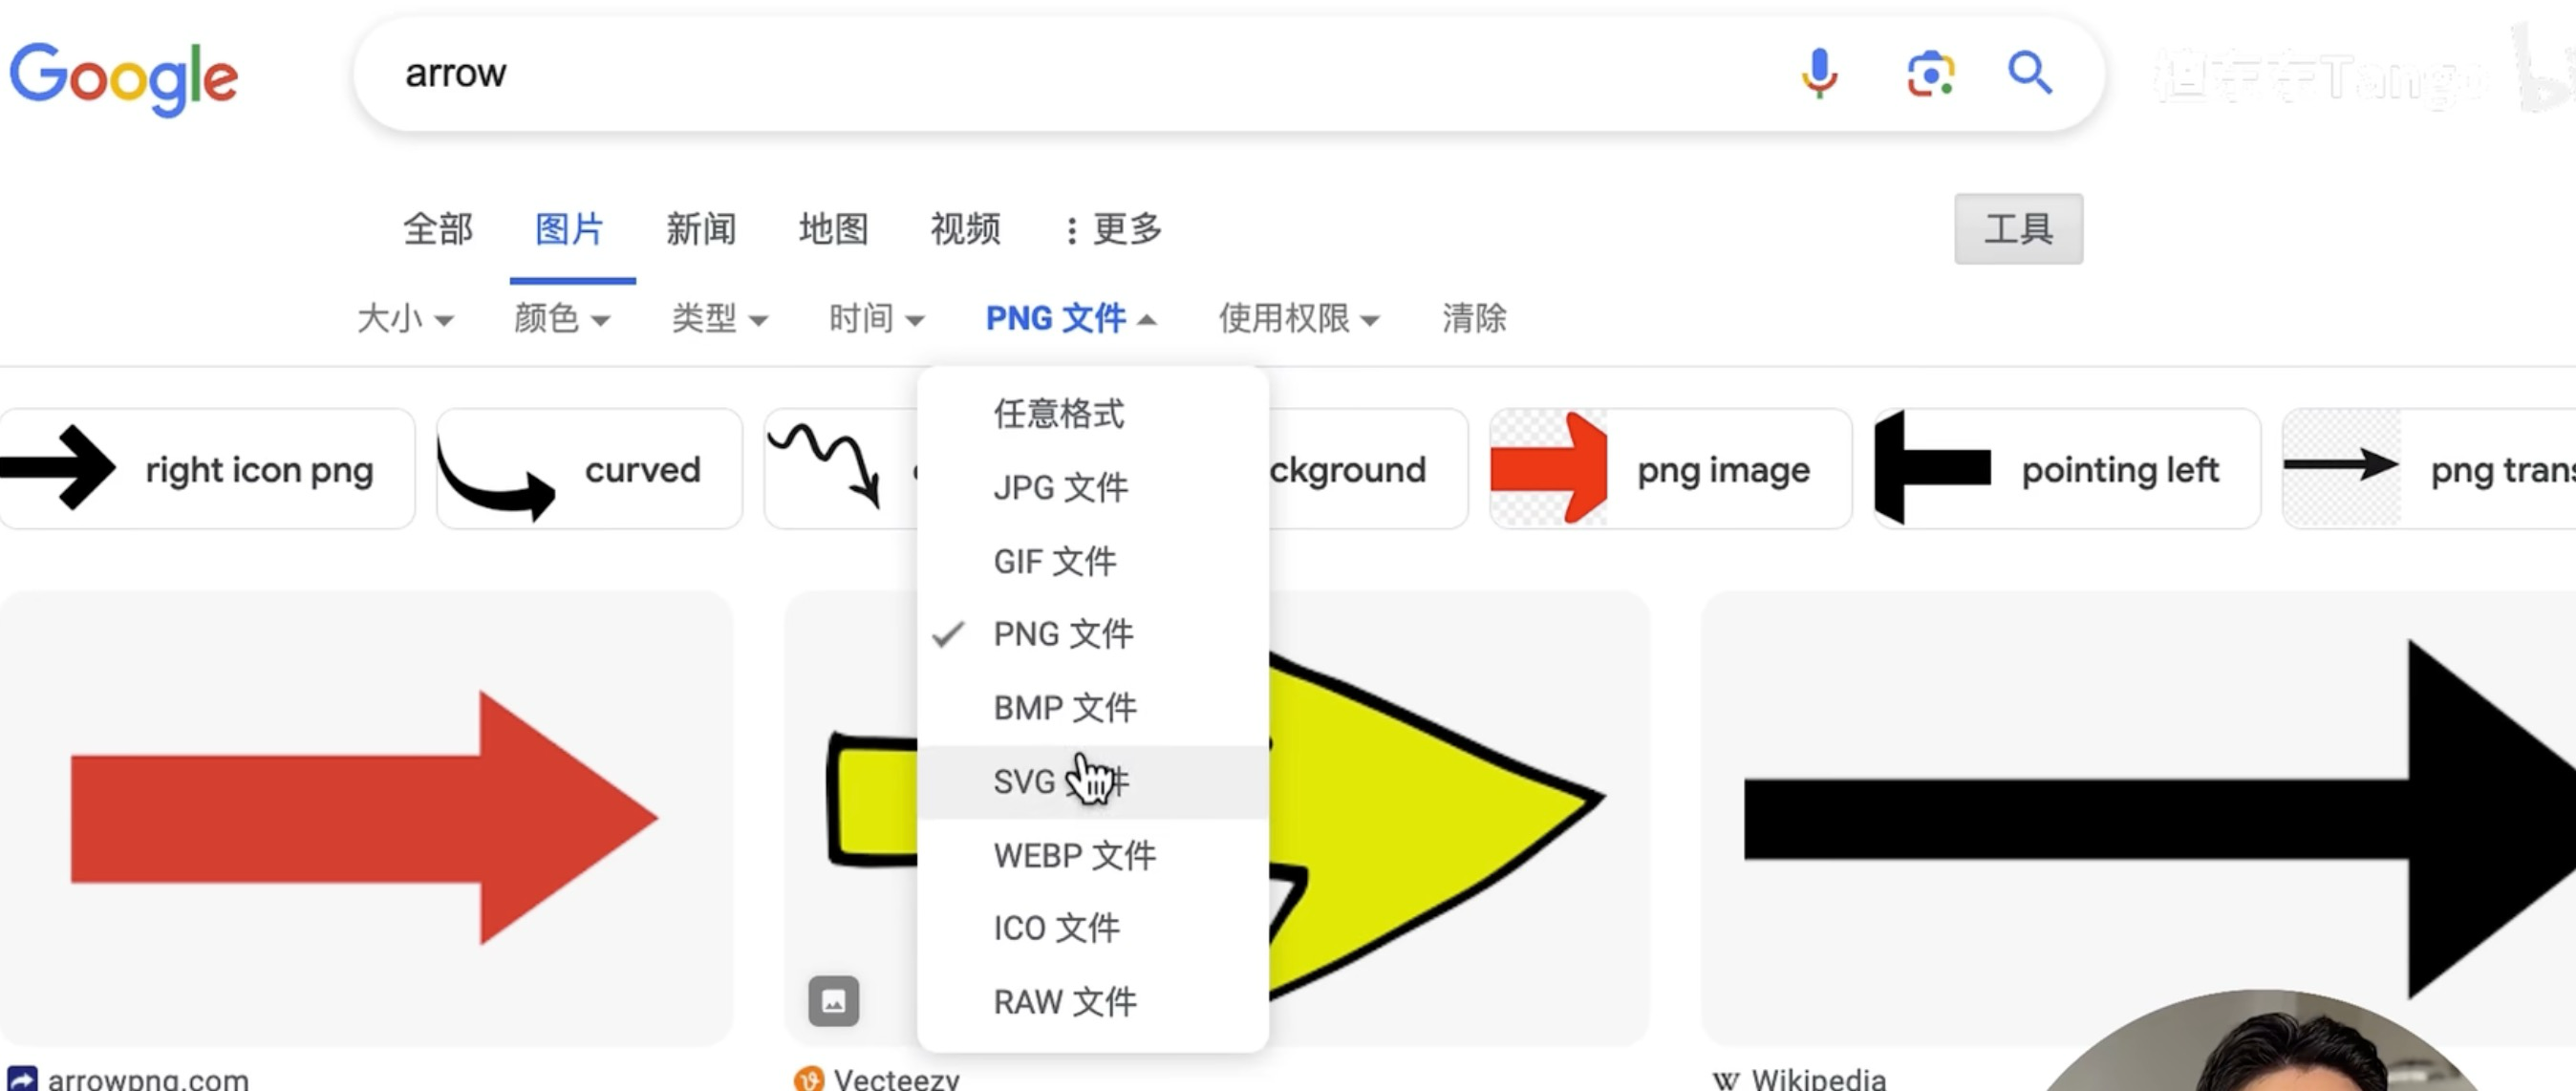 Google
arrow
全部 图片 新闻 地图 视频 更多 工具
大小 颜色 类型 时间 PNG 文件 使用权限 清除
right icon png curved ckground png image pointing left png trans
任意格式
JPG 文件
GIF 文件
PNG 文件
BMP 文件
SVG 文件
WEBP 文件
ICO 文件
RAW 文件
arrowpng.com Vecteezy Wikipedia